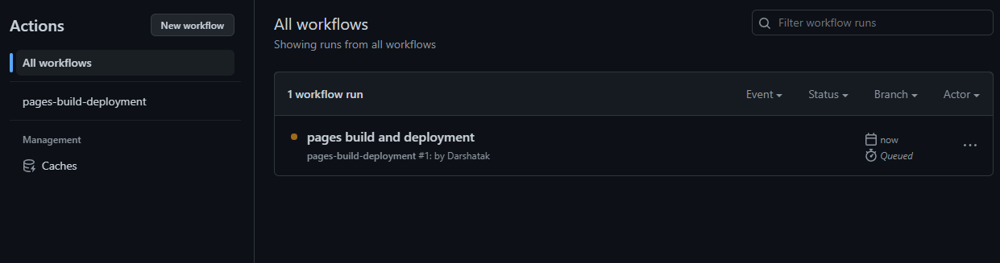 Actions
New workflow
All workflows
pages-build-deployment
Management
Caches
All workflows
Showing runs from all workflows
Filter workflow runs
1 workflow run
Event
Status
Branch
Actor
pages build and deployment
pages-build-deployment #1: by Darshatak
now
Queued